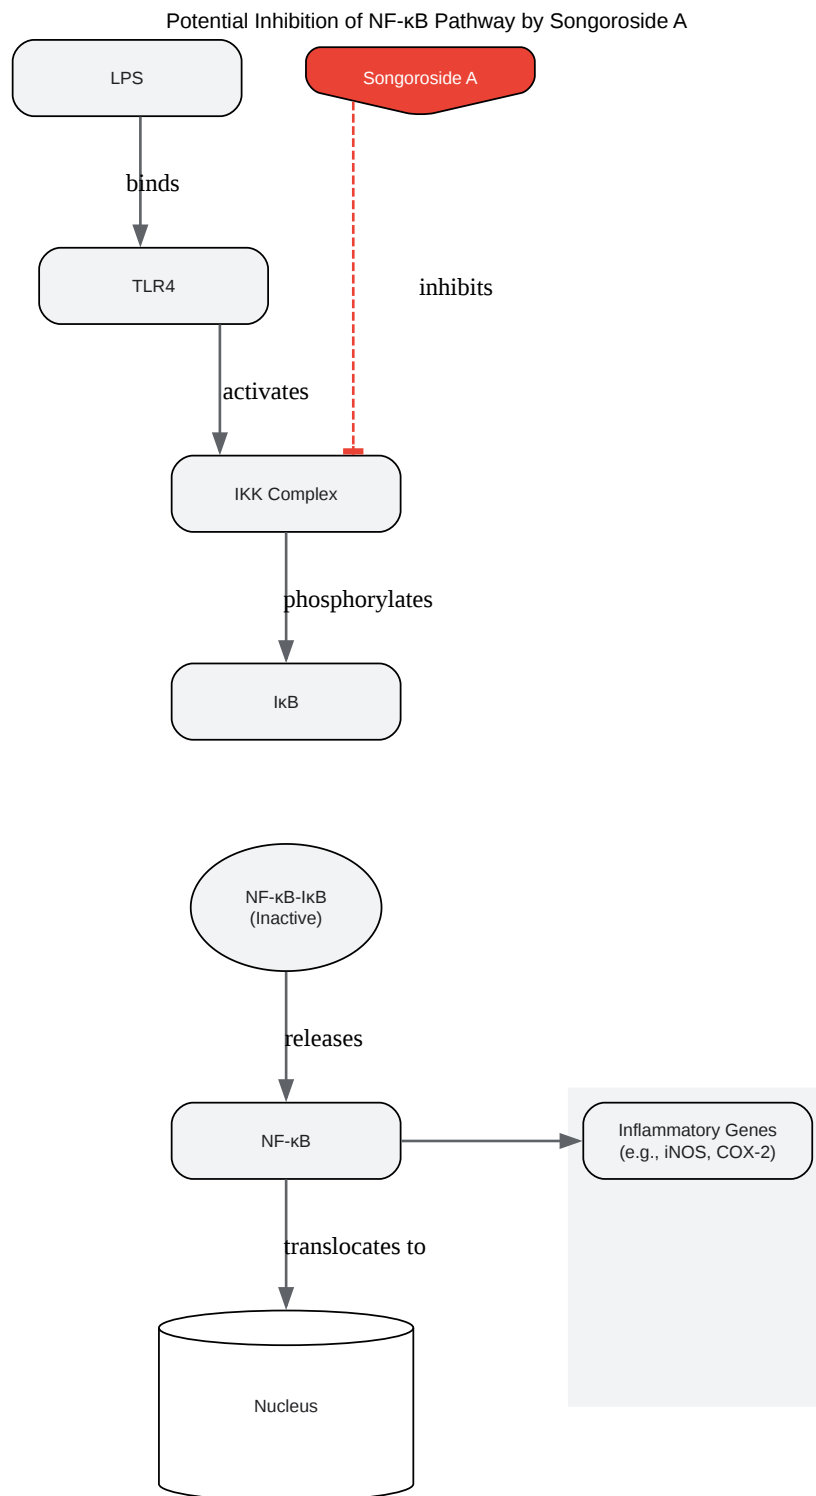 Potential Inhibition of NF-κB Pathway by Songoroside A
LPS
Songoroside A
binds
TLR4
inhibits
activates
IKK Complex
phosphorylates
IκB
NF-κB-IκB
(Inactive)
releases
NF-κB
Inflammatory Genes
(e.g., iNOS, COX-2)
translocates to
Nucleus